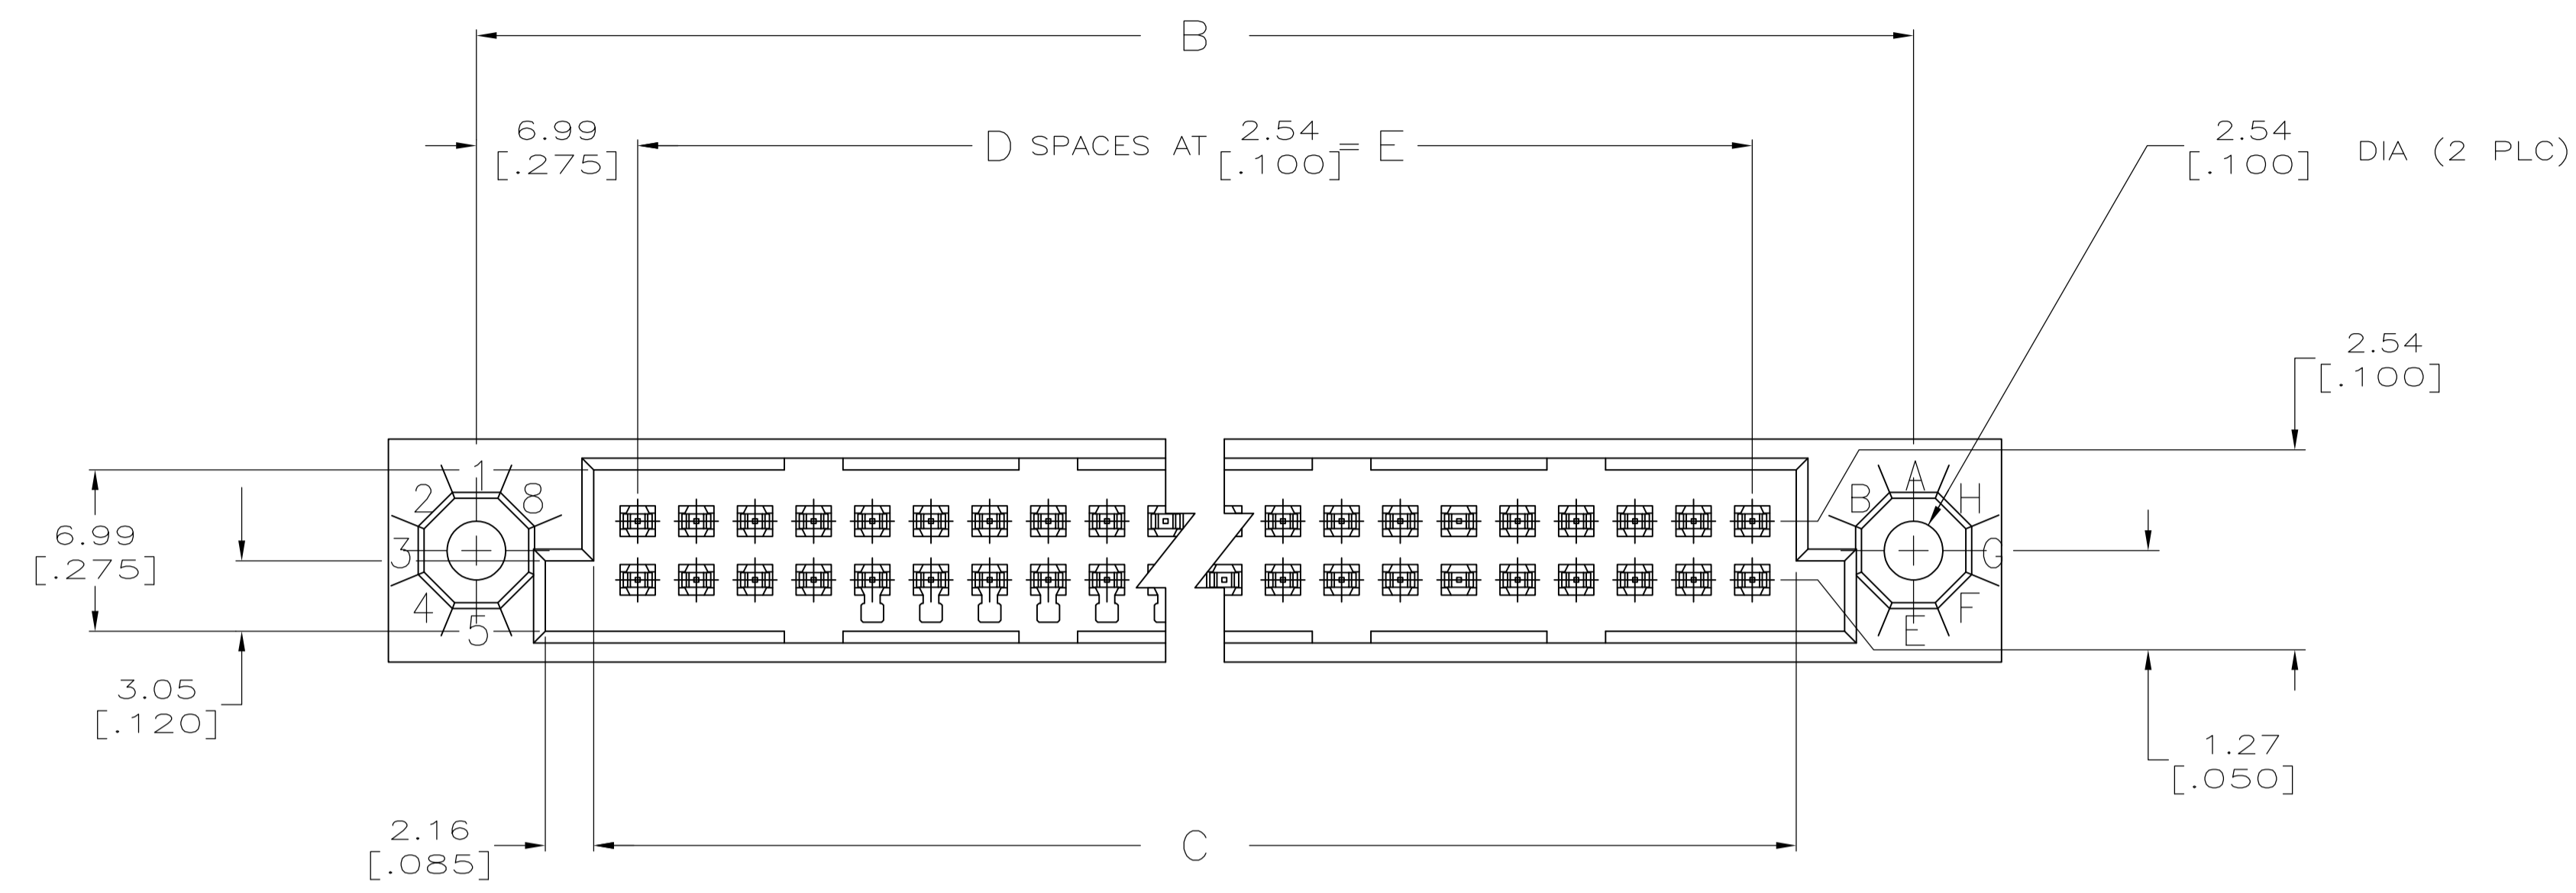 B
6.99
[.275]
D SPACES AT 2.54 = E
[.100]
2.54
[.100] DIA (2 PLC)
2.54
[.100]
1
2 8
3
4
5
A
B H
G
F
E
6.99
[.275]
3.05
[.120]
1.27
[.050]
2.16
[.085]
C